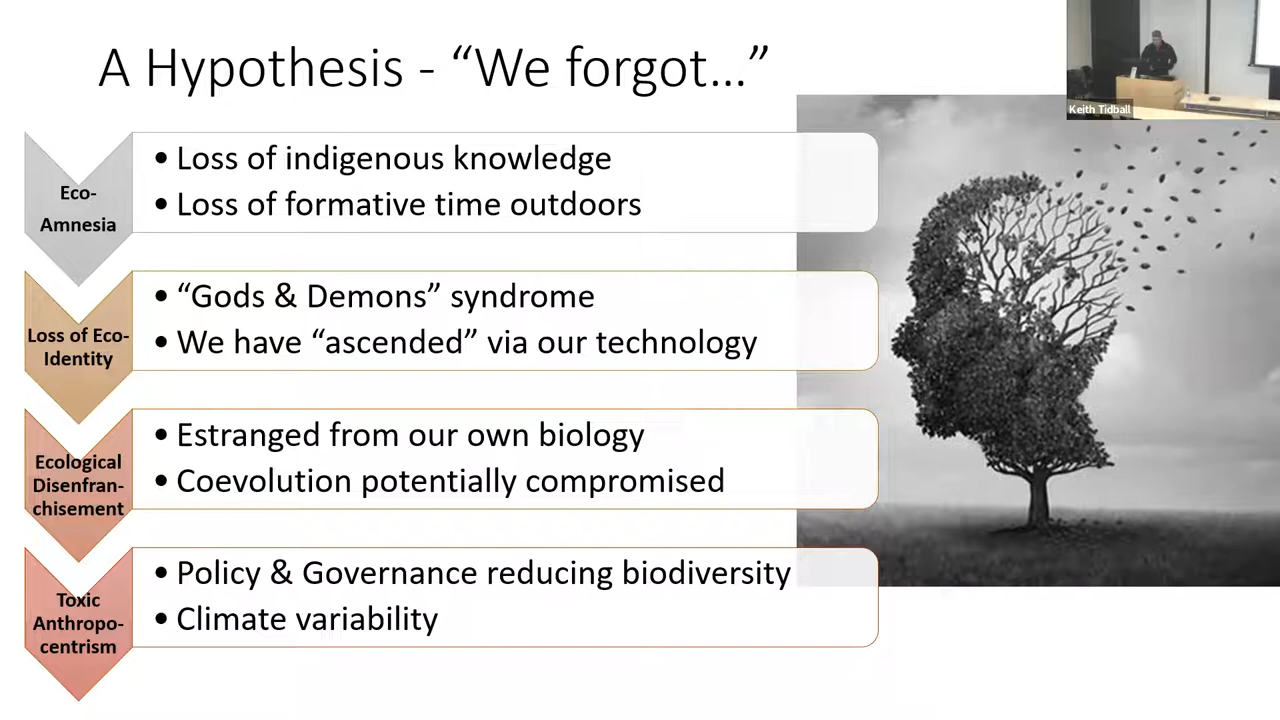 A Hypothesis - “We forgot…”
Keith Tidball
Eco-
Amnesia
• Loss of indigenous knowledge
• Loss of formative time outdoors
Loss of Eco-
Identity
• “Gods & Demons” syndrome
• We have “ascended” via our technology
Ecological
Disenfran-
chisement
• Estranged from our own biology
• Coevolution potentially compromised
Toxic
Anthropo-
centrism
• Policy & Governance reducing biodiversity
• Climate variability